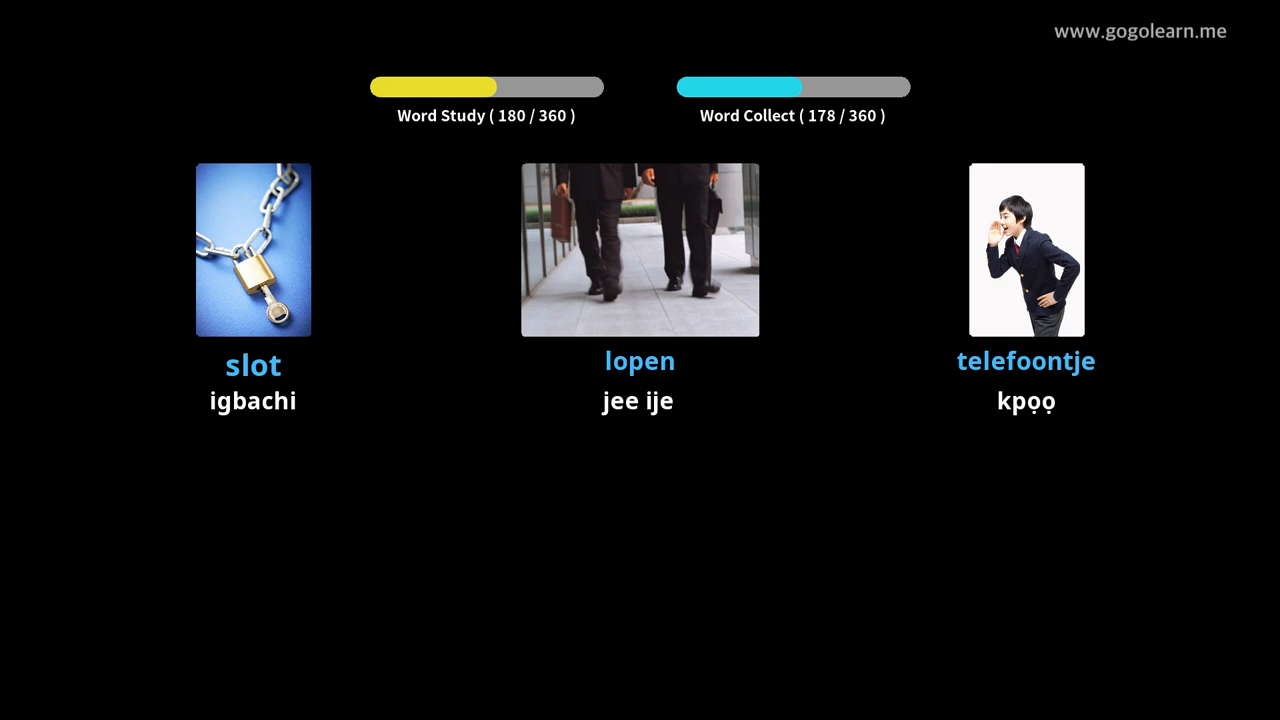 www.gogolearn.me
Word Study ( 180 / 360 )
Word Collect ( 178 / 360 )
slot
lopen
telefoontje
igbachi
jee ije
kpọọ